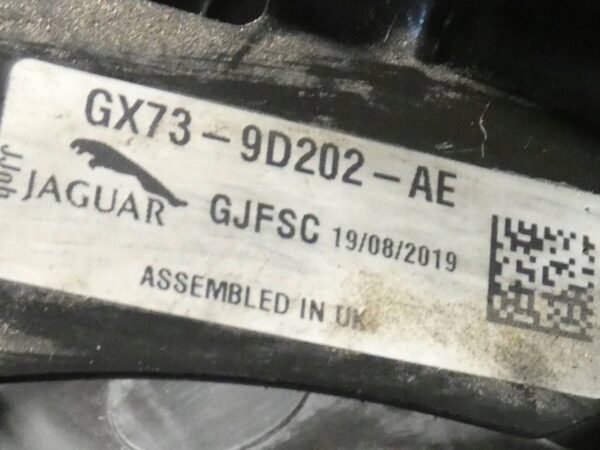 GX73-9D202-AE
JAGUAR GJFSC 19/08/2019
ASSEMBLED IN UK